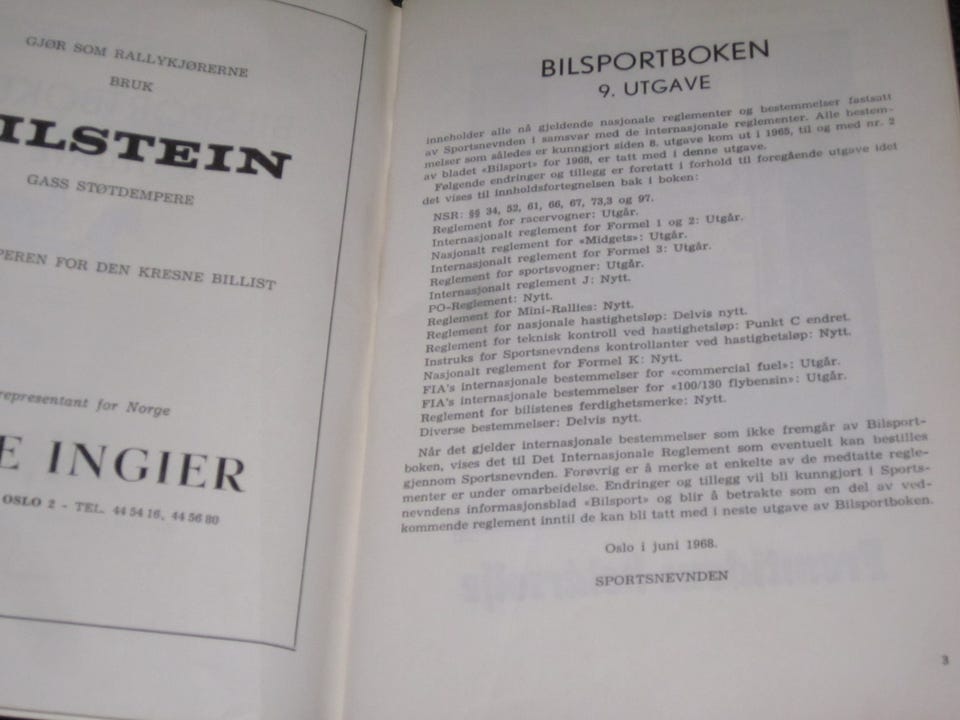 GJØR SOM RALLYKJØRERNE
BRUK
ILSTEIN
GASS STØTDEMPERE
PEREN FOR DEN KRESNE BILLIST
representant for Norge
E INGIER
OSLO 2 - TEL. 44 54 16, 44 56 80
BILSPORTBOKEN
9. UTGAVE
inneholder alle nå gjeldende nasjonale reglementer og bestemmelser fastsatt
av Sportsnevnden i samsvar med de internasjonale reglementer. Alle bestem-
melser som således er kunngjort siden 8. utgave kom ut i 1965, til og med nr. 2
av bladet «Bilsport» for 1968, er tatt med i denne utgave.
Følgende endringer og tillegg er foretatt i forhold til foregående utgave idet
det vises til innholdsfortegnelsen bak i boken:
NSR: §§ 34, 52, 61, 66, 67, 73,3 og 97.
Reglement for racervogner: Utgår.
Internasjonalt reglement for Formel 1 og 2: Utgår.
Nasjonalt reglement for «Midgets»: Utgår.
Internasjonalt reglement for Formel 3: Utgår.
Reglement for sportsvogner: Utgår.
Internasjonalt reglement J: Nytt.
PO-Reglement: Nytt.
Reglement for Mini-Rallies: Nytt.
Reglement for nasjonale hastighetsløp: Delvis nytt.
Reglement for teknisk kontroll ved hastighetsløp: Punkt C endret.
Instruks for Sportsnevndens kontrollanter ved hastighetsløp: Nytt.
Nasjonalt reglement for Formel K: Nytt.
FIA's internasjonale bestemmelser for «commercial fuel»: Utgår.
FIA's internasjonale bestemmelser for «100/130 flybensin»: Utgår.
Reglement for bilistenes ferdighetsmerke: Nytt.
Diverse bestemmelser: Delvis nytt.
Når det gjelder internasjonale bestemmelser som ikke fremgår av Bilsport-
boken, vises det til Det Internasjonale Reglement som eventuelt kan bestilles
gjennom Sportsnevnden. Forøvrig er å merke at enkelte av de medtatte regle-
menter er under omarbeidelse. Endringer og tillegg vil bli kunngjort i Sports-
nevndens informasjonsblad «Bilsport» og blir å betrakte som en del av ved-
kommende reglement inntil de kan bli tatt med i neste utgave av Bilsportboken.
Oslo i juni 1968.
SPORTSNEVNDEN
3